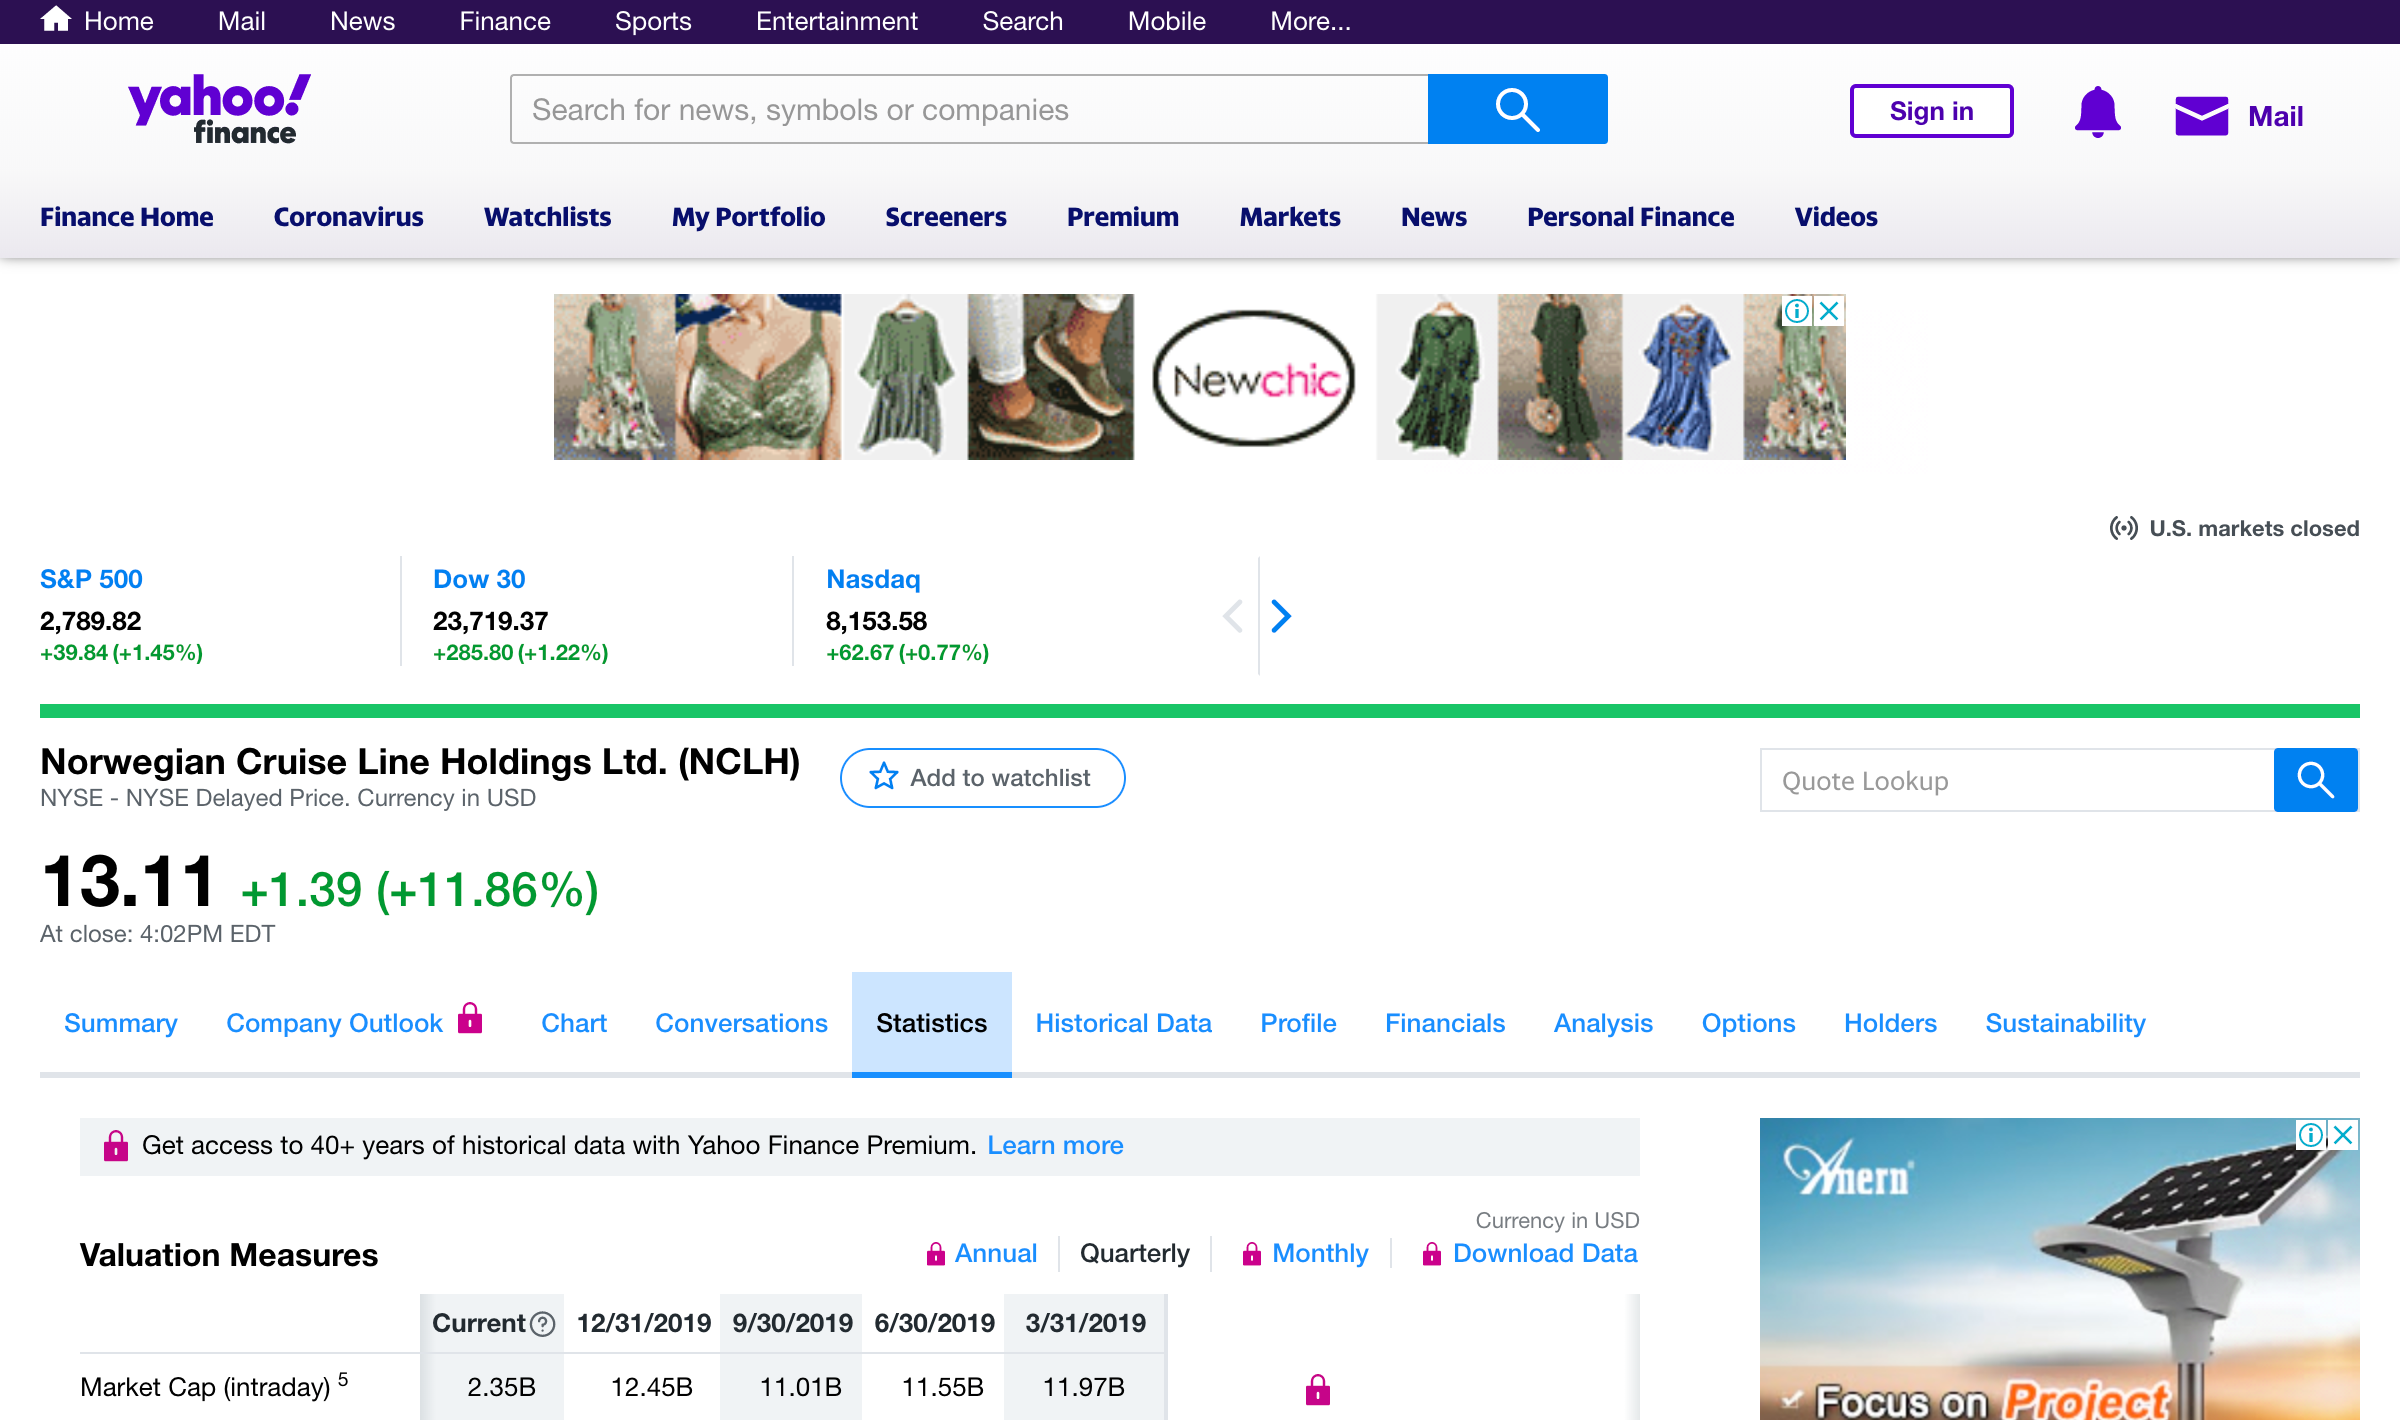 Home Mail News Finance Sports Entertainment Search Mobile More...
yahoo!
finance
Search for news, symbols or companies
Sign in
Mail
Finance Home Coronavirus Watchlists My Portfolio Screeners Premium Markets News Personal Finance Videos
Newchic
U.S. markets closed
S&P 500
2,789.82
+39.84 (+1.45%)
Dow 30
23,719.37
+285.80 (+1.22%)
Nasdaq
8,153.58
+62.67 (+0.77%)
Norwegian Cruise Line Holdings Ltd. (NCLH)
NYSE - NYSE Delayed Price. Currency in USD
Add to watchlist
Quote Lookup
13.11 +1.39 (+11.86%)
At close: 4:02PM EDT
Summary Company Outlook Chart Conversations Statistics Historical Data Profile Financials Analysis Options Holders Sustainability
Get access to 40+ years of historical data with Yahoo Finance Premium. Learn more
Currency in USD
Valuation Measures
Annual Quarterly Monthly Download Data
Current 12/31/2019 9/30/2019 6/30/2019 3/31/2019
Market Cap (intraday) 5 2.35B 12.45B 11.01B 11.55B 11.97B
Anern
Focus on Project